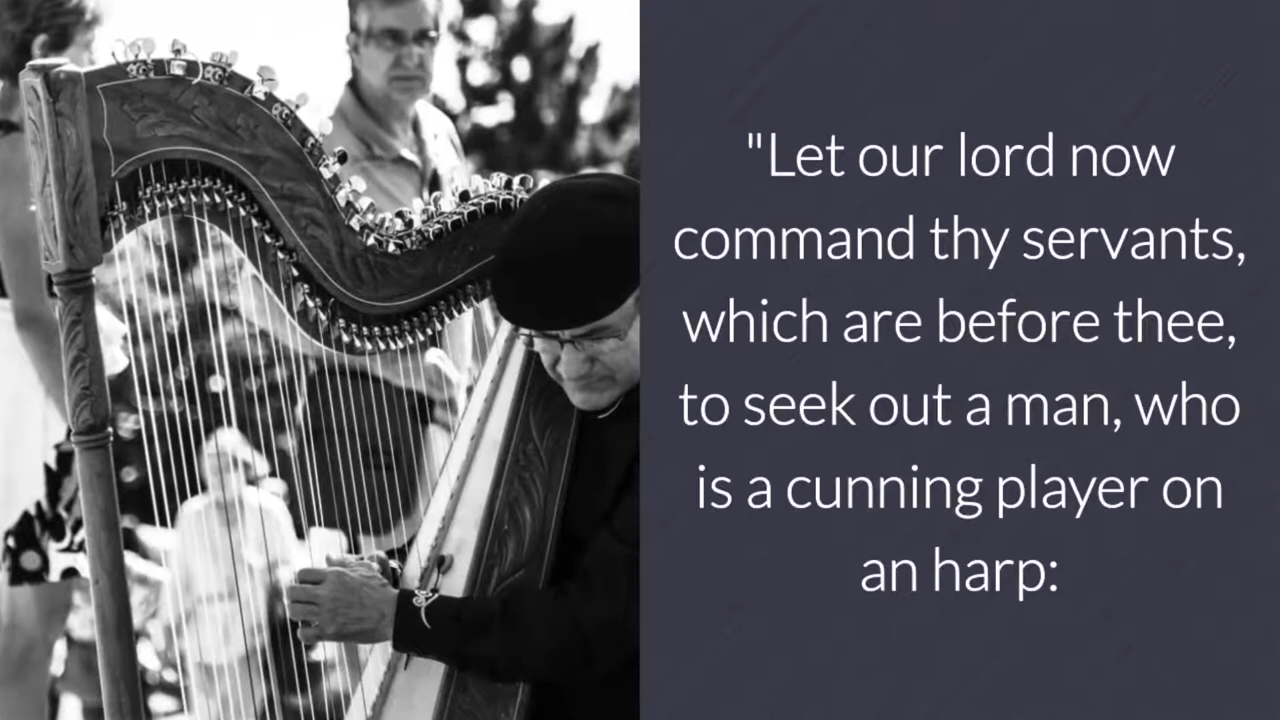 "Let our lord now
command thy servants,
which are before thee,
to seek out a man, who
is a cunning player on
an harp: